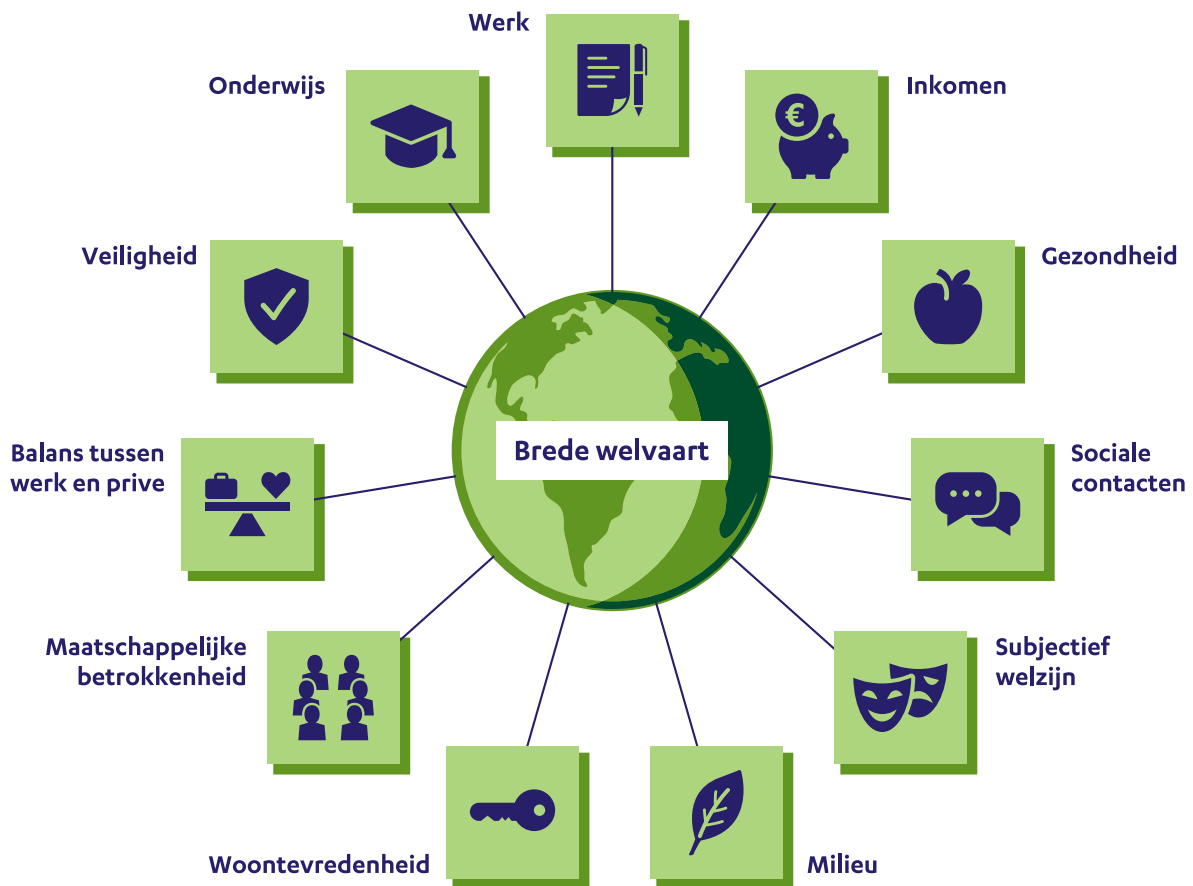 Werk
Onderwijs
Inkomen
€
Veiligheid
Gezondheid
Brede welvaart
Balans tussen
werk en prive
Sociale
contacten
Maatschappelijke
betrokkenheid
Subjectief
welzijn
Woontevredenheid
Milieu